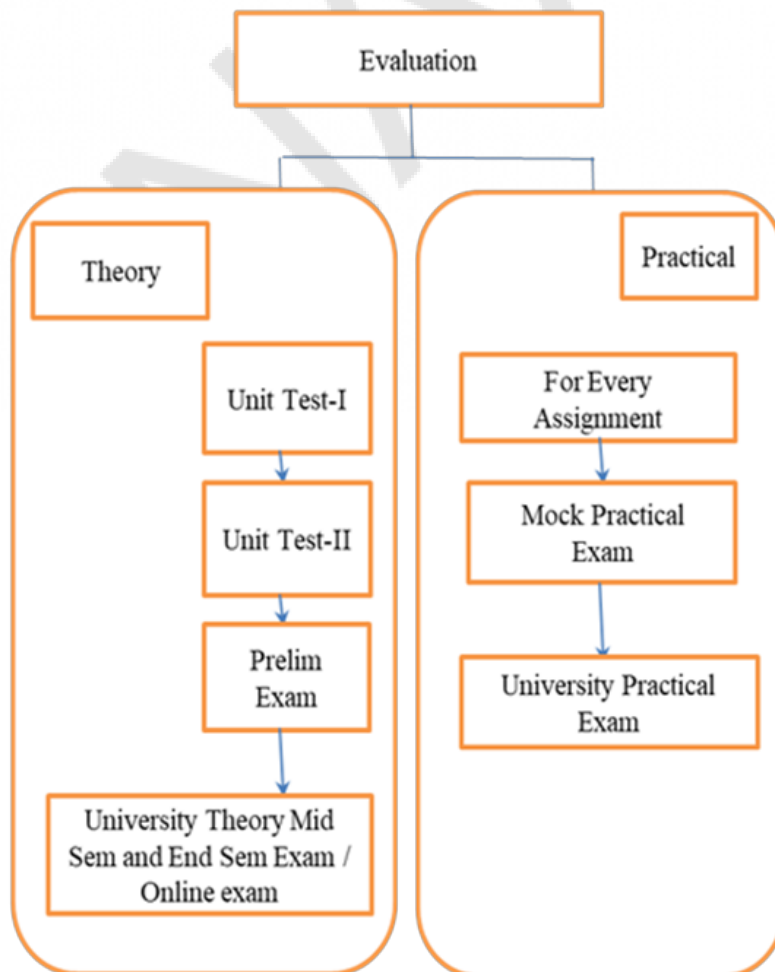 Evaluation
Theory
Unit Test-I
Unit Test-II
Prelim
Exam
University Theory Mid
Sem and End Sem Exam /
Online exam
Practical
For Every
Assignment
Mock Practical
Exam
University Practical
Exam